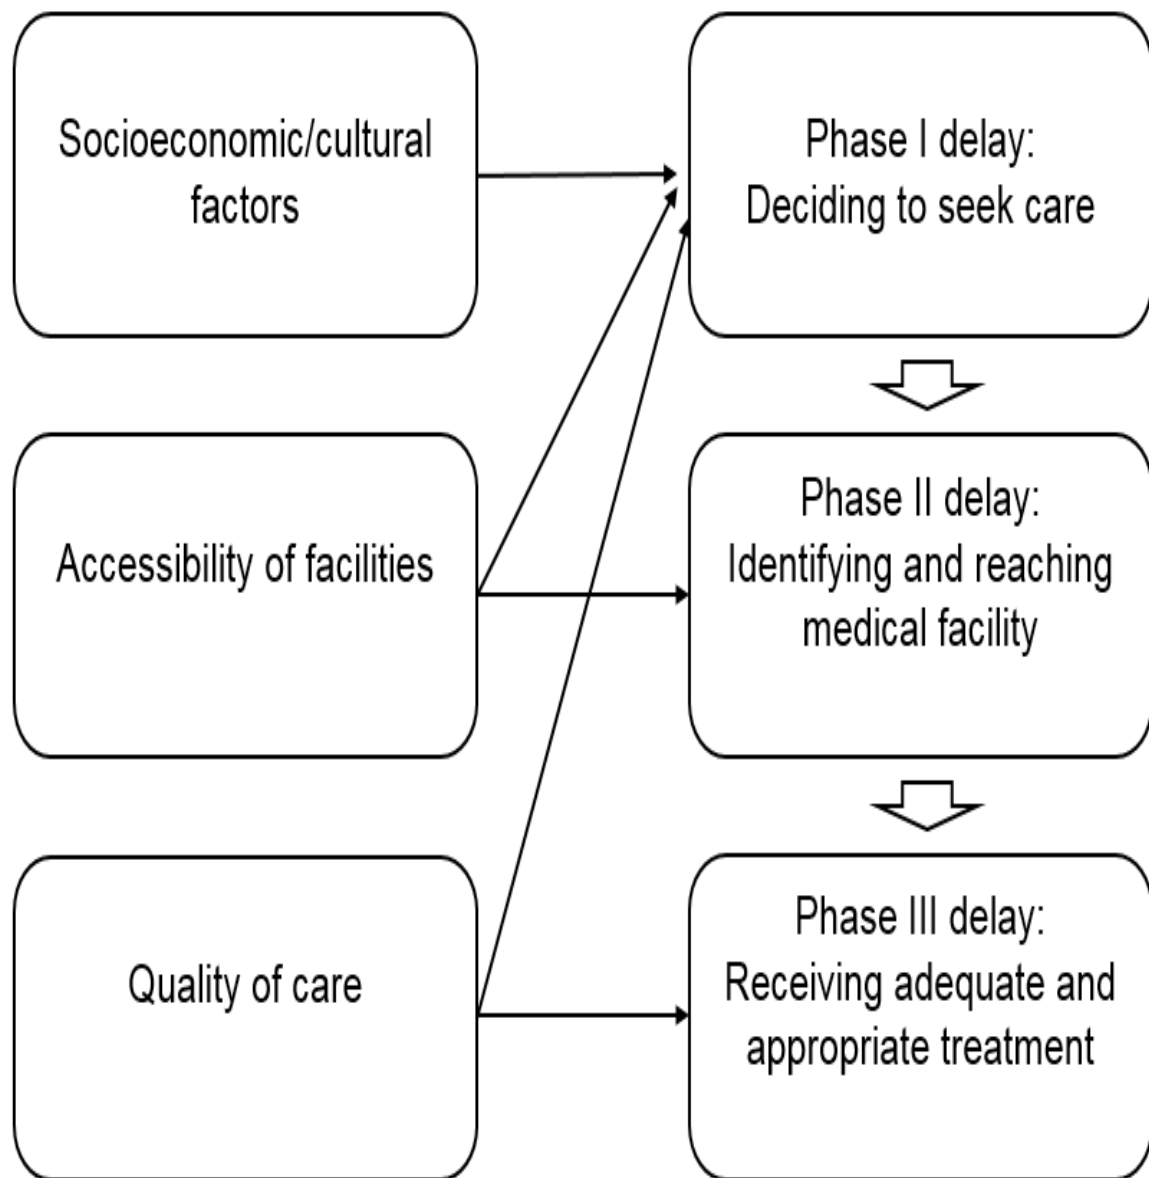 Socioeconomic/cultural
factors
Phase I delay:
Deciding to seek care
Accessibility of facilities
Phase II delay:
Identifying and reaching
medical facility
Quality of care
Phase III delay:
Receiving adequate and
appropriate treatment